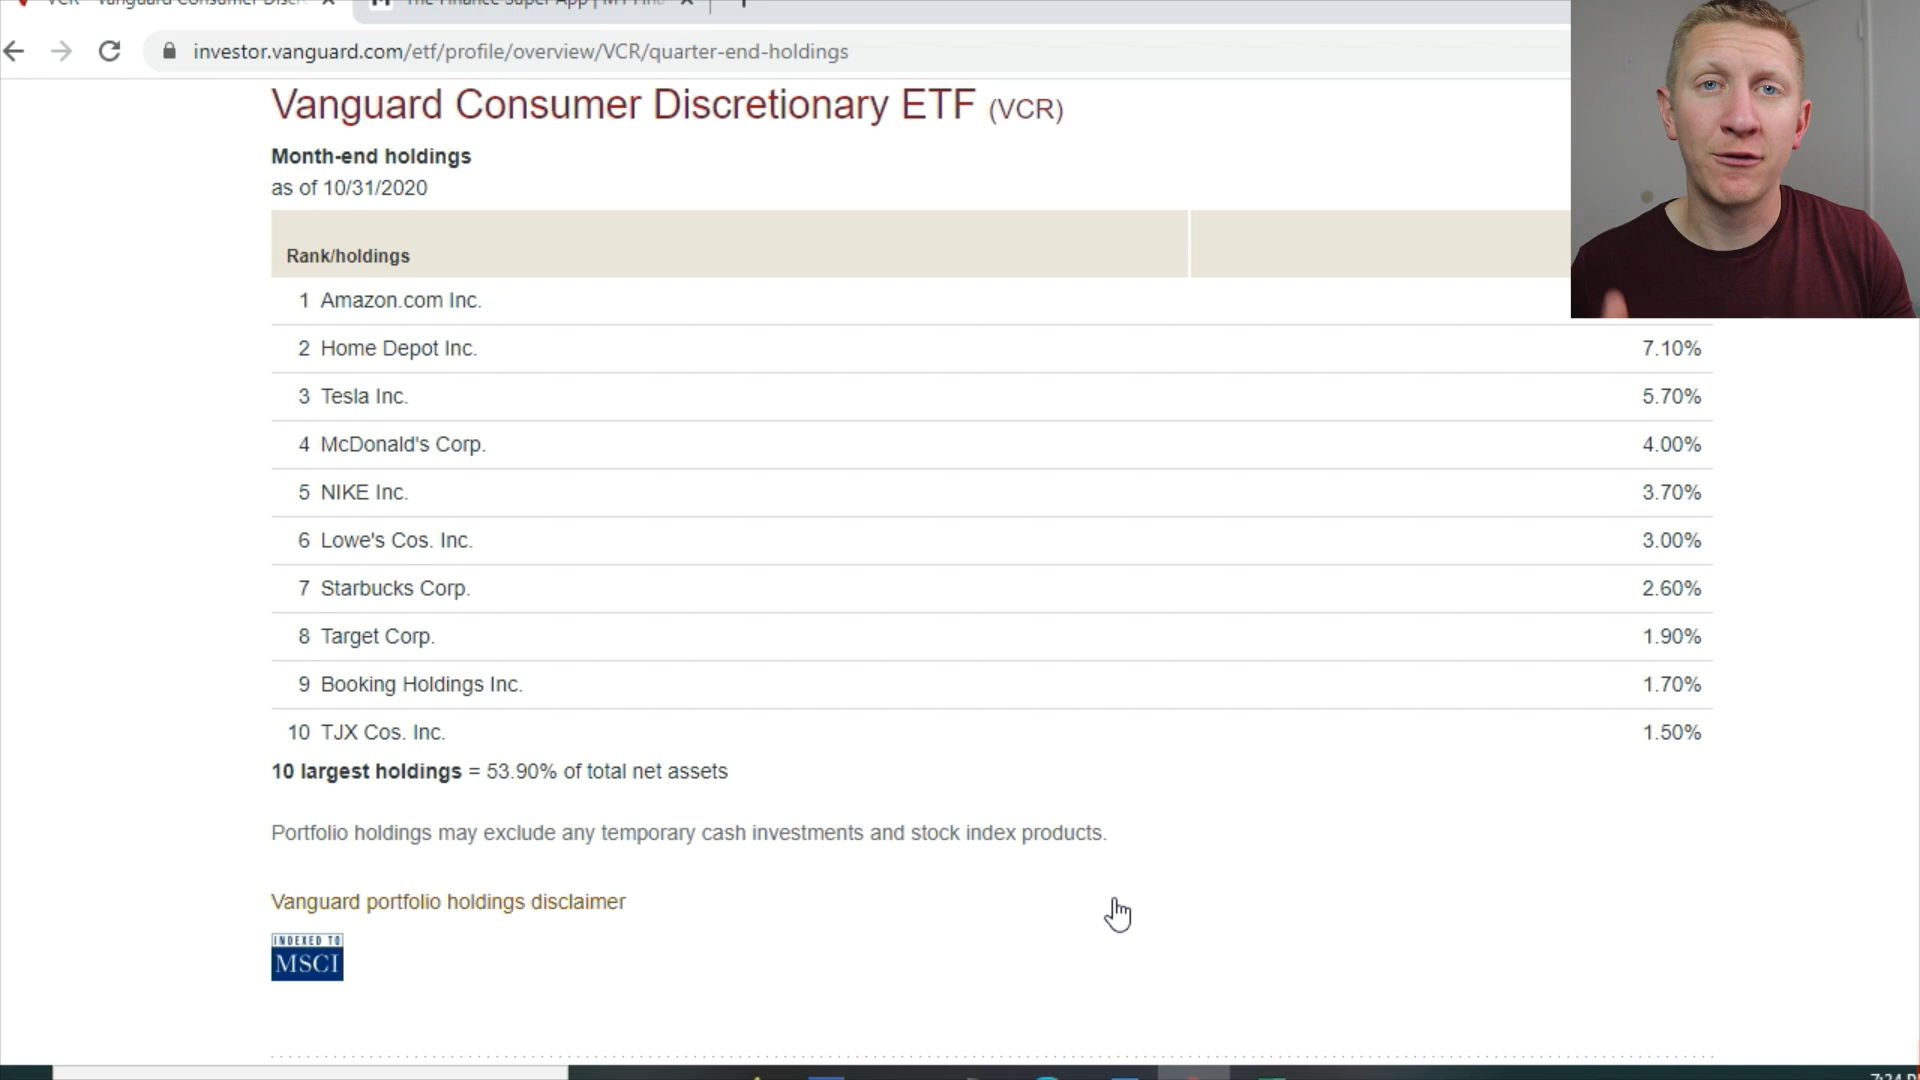 investor.vanguard.com/etf/profile/overview/VCR/quarter-end-holdings
Vanguard Consumer Discretionary ETF (VCR)
Month-end holdings
as of 10/31/2020
Rank/holdings
1 Amazon.com Inc.
2 Home Depot Inc. 7.10%
3 Tesla Inc. 5.70%
4 McDonald's Corp. 4.00%
5 NIKE Inc. 3.70%
6 Lowe's Cos. Inc. 3.00%
7 Starbucks Corp. 2.60%
8 Target Corp. 1.90%
9 Booking Holdings Inc. 1.70%
10 TJX Cos. Inc. 1.50%
10 largest holdings = 53.90% of total net assets
Portfolio holdings may exclude any temporary cash investments and stock index products.
Vanguard portfolio holdings disclaimer
INDEXED TO
MSCI